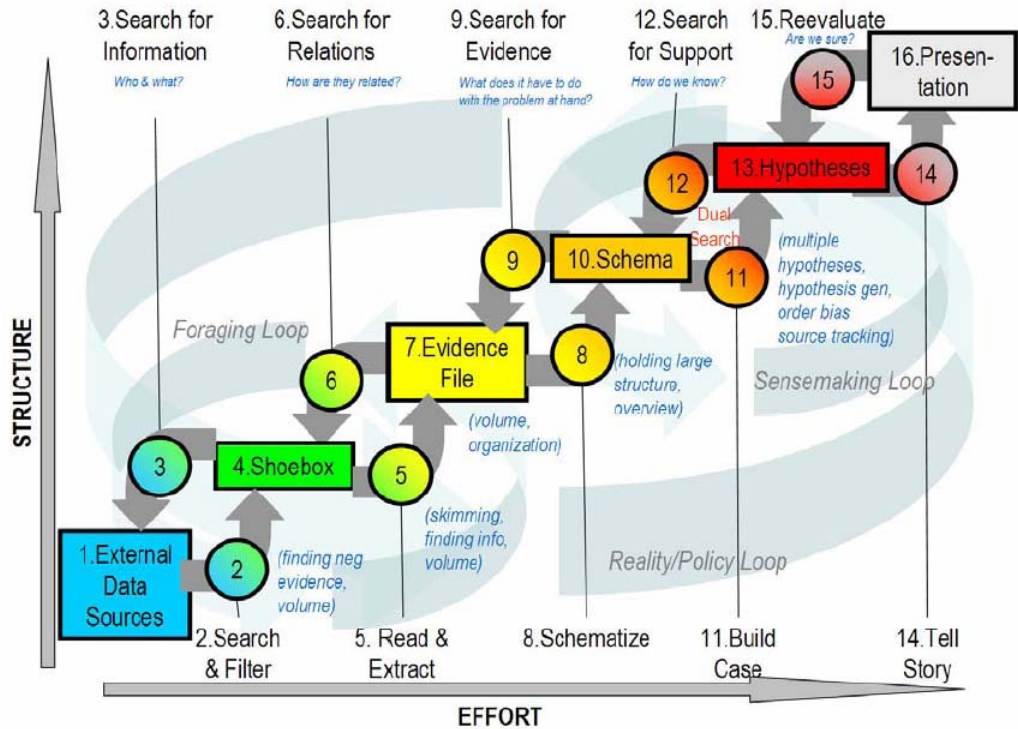 3.Search for
Information
Who & what?
6.Search for
Relations
How are they related?
9.Search for
Evidence
What does it have to do
with the problem at hand?
12.Search
for Support
How do we know?
15.Reevaluate
Are we sure?
15
16.Presen-
tation
12
13.Hypotheses
14
Dual
Search
9
10.Schema
11
(multiple
hypotheses,
hypothesis gen,
order bias
source tracking)
Foraging Loop
6
7.Evidence
File
8
(holding large
structure,
overview)
Sensemaking Loop
(volume,
organization)
3
4.Shoebox
5
(skimming,
finding info,
volume)
1.External
Data
Sources
2
(finding neg
evidence,
volume)
Reality/Policy Loop
2.Search
& Filter
5. Read &
Extract
8.Schematize
11.Build
Case
14.Tell
Story
STRUCTURE
EFFORT